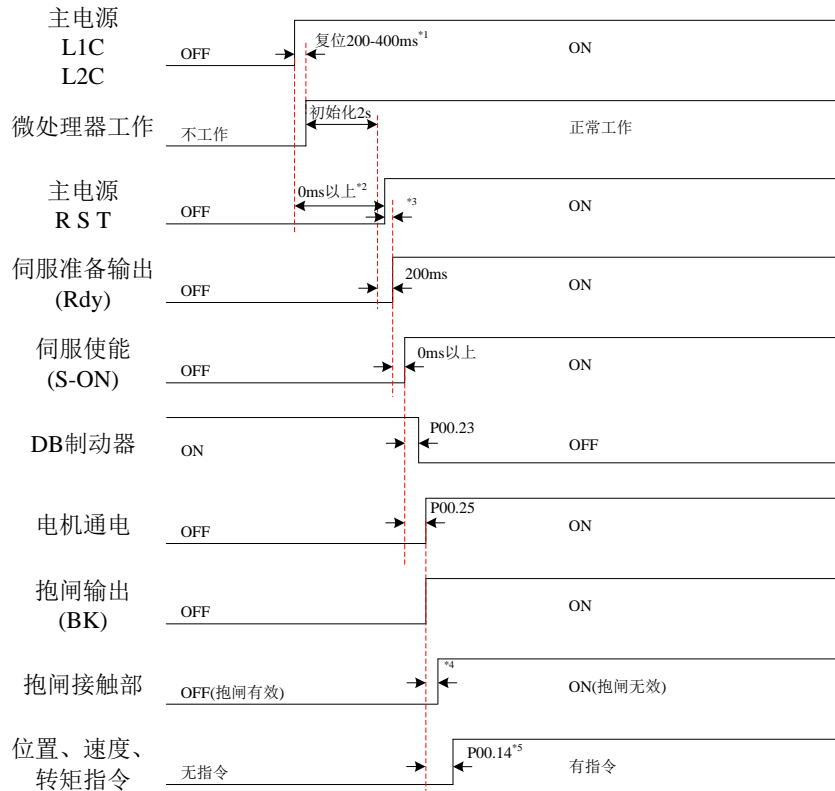 主电源
L1C
L2C
OFF
复位200-400ms*1
ON
微处理器工作
不工作
初始化2s
正常工作
主电源
R S T
OFF
0ms以上*2
*3
ON
伺服准备输出
(Rdy)
OFF
200ms
ON
伺服使能
(S-ON)
OFF
0ms以上
ON
DB制动器
ON
P00.23
OFF
电机通电
OFF
P00.25
ON
抱闸输出
(BK)
OFF
ON
抱闸接触部
OFF(抱闸有效)
*4
ON(抱闸无效)
位置、速度、
转矩指令
无指令
P00.14*5
有指令